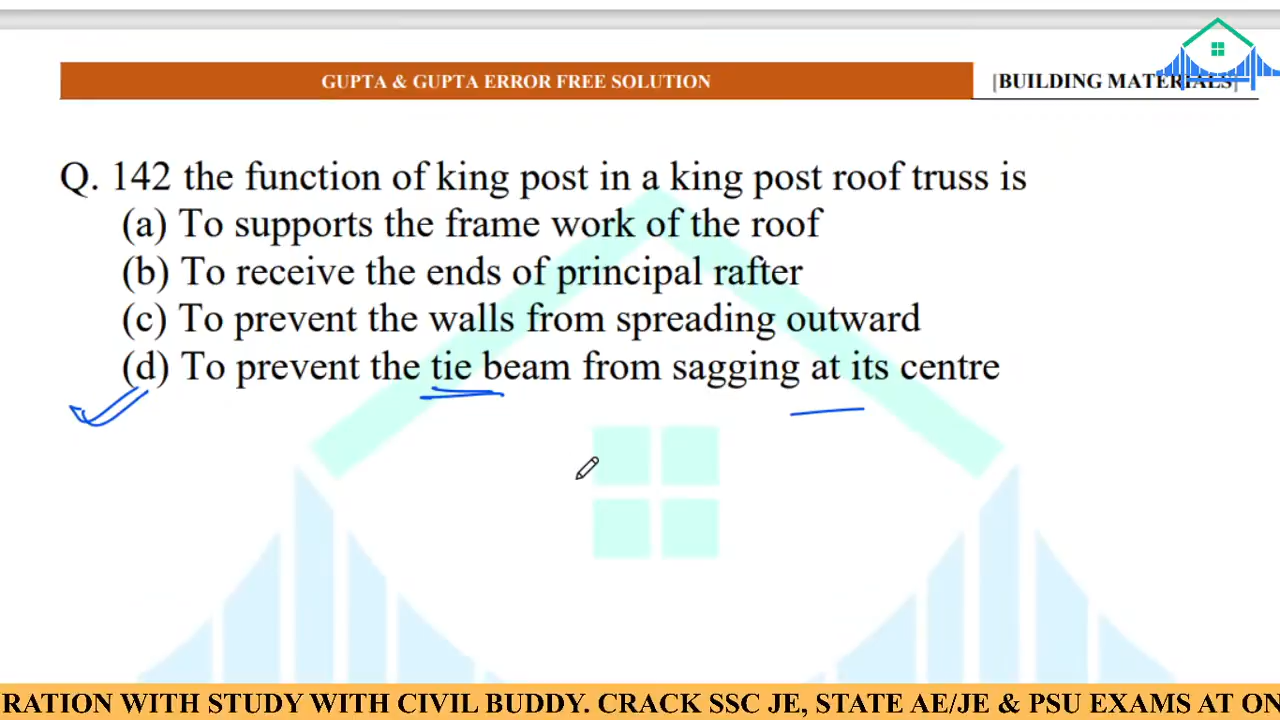 GUPTA & GUPTA ERROR FREE SOLUTION
[BUILDING MATERIALS]
Q. 142 the function of king post in a king post roof truss is
(a) To supports the frame work of the roof
(b) To receive the ends of principal rafter
(c) To prevent the walls from spreading outward
(d) To prevent the tie beam from sagging at its centre
RATION WITH STUDY WITH CIVIL BUDDY. CRACK SSC JE, STATE AE/JE & PSU EXAMS AT ON